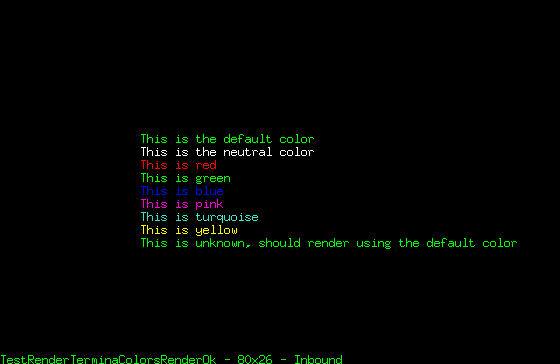 This is the default color
This is the neutral color
This is red
This is green
This is blue
This is pink
This is turquoise
This is yellow
This is unknown, should render using the default color
TestRenderTerminaColorsRenderOk - 80x26 - Inbound